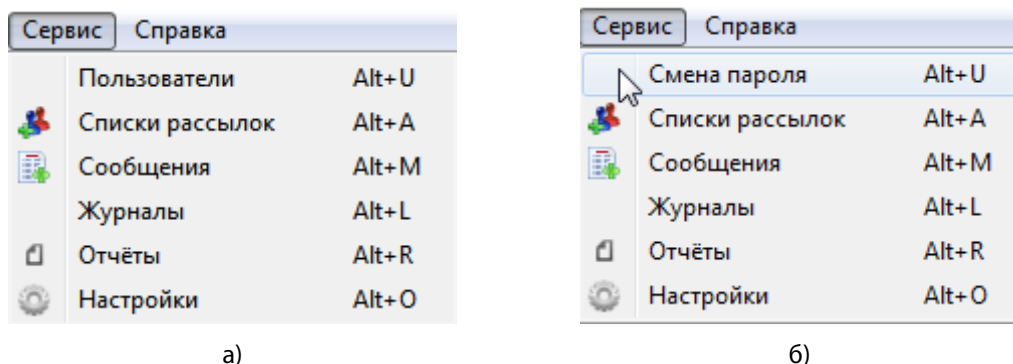 Сервис Справка
Пользователи Alt+U
Списки рассылок Alt+A
Сообщения Alt+M
Журналы Alt+L
Отчёты Alt+R
Настройки Alt+O
а)
Сервис Справка
Смена пароля Alt+U
Списки рассылок Alt+A
Сообщения Alt+M
Журналы Alt+L
Отчёты Alt+R
Настройки Alt+O
б)